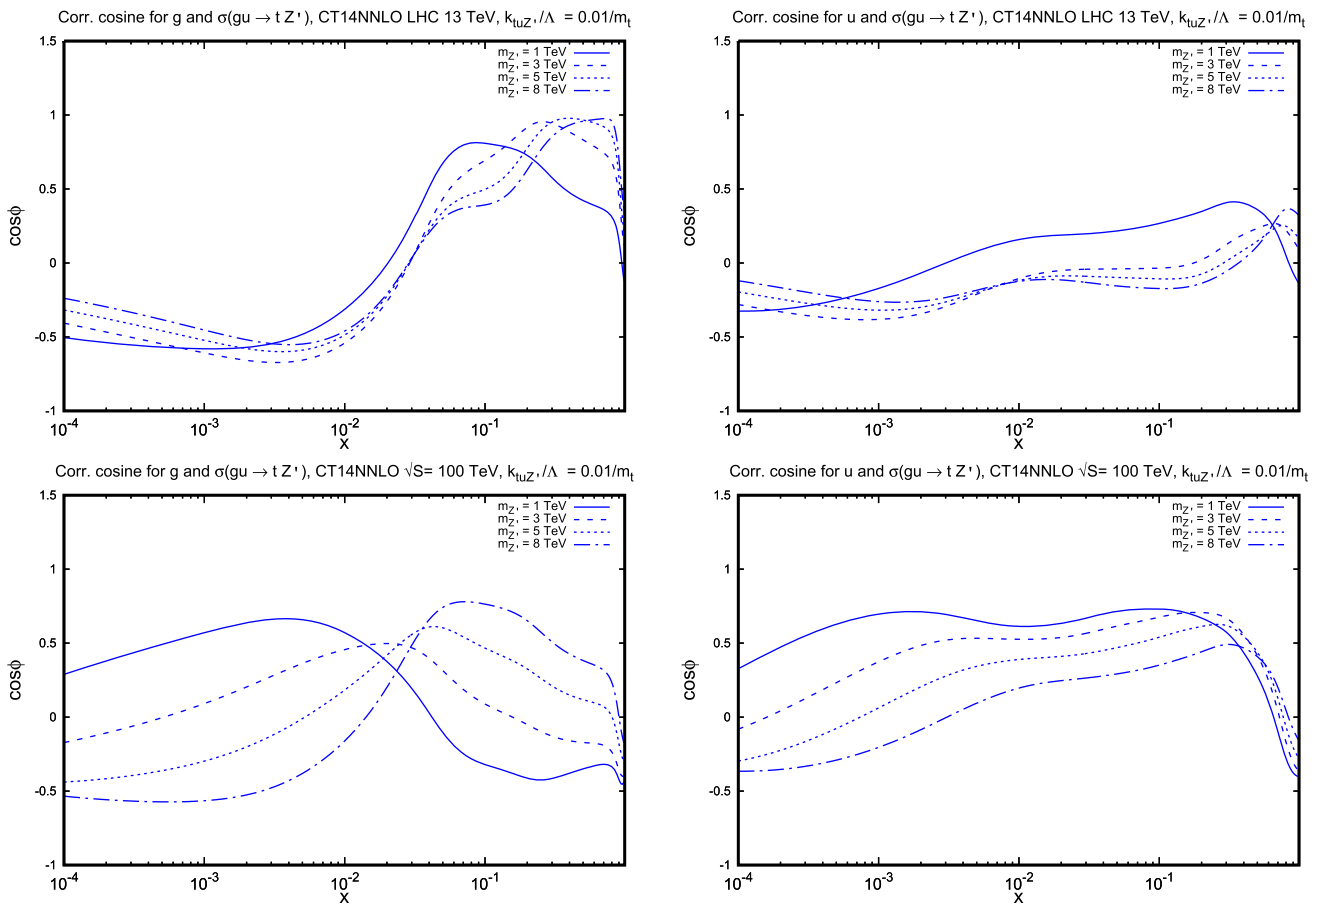 Corr. cosine for g and σ(gu → t Z'), CT14NNLO LHC 13 TeV, k_tuZ'/Λ = 0.01/m_t
1.5
1
0.5
0
-0.5
-1
cosϕ
m_Z' = 1 TeV
m_Z' = 3 TeV
m_Z' = 5 TeV
m_Z' = 8 TeV
10^-4 10^-3 10^-2 10^-1
x
Corr. cosine for u and σ(gu → t Z'), CT14NNLO LHC 13 TeV, k_tuZ'/Λ = 0.01/m_t
1.5
1
0.5
0
-0.5
-1
cosϕ
m_Z' = 1 TeV
m_Z' = 3 TeV
m_Z' = 5 TeV
m_Z' = 8 TeV
10^-4 10^-3 10^-2 10^-1
x
Corr. cosine for g and σ(gu → t Z'), CT14NNLO √S= 100 TeV, k_tuZ'/Λ = 0.01/m_t
1.5
1
0.5
0
-0.5
-1
cosϕ
m_Z' = 1 TeV
m_Z' = 3 TeV
m_Z' = 5 TeV
m_Z' = 8 TeV
10^-4 10^-3 10^-2 10^-1
x
Corr. cosine for u and σ(gu → t Z'), CT14NNLO √S= 100 TeV, k_tuZ'/Λ = 0.01/m_t
1.5
1
0.5
0
-0.5
-1
cosϕ
m_Z' = 1 TeV
m_Z' = 3 TeV
m_Z' = 5 TeV
m_Z' = 8 TeV
10^-4 10^-3 10^-2 10^-1
x